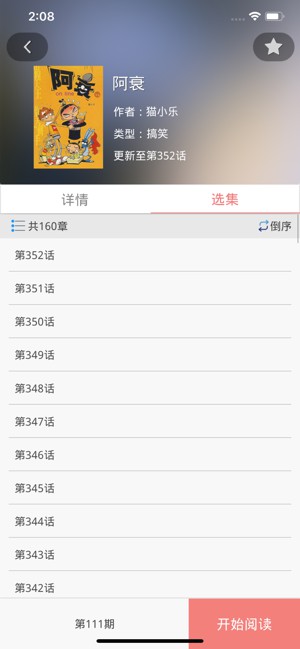 2:08
阿衰
on line
阿衰
作者：猫小乐
类型：搞笑
更新至第352话
详情
选集
共160章
倒序
第352话
第351话
第350话
第349话
第348话
第347话
第346话
第345话
第344话
第343话
第342话
第111期
开始阅读